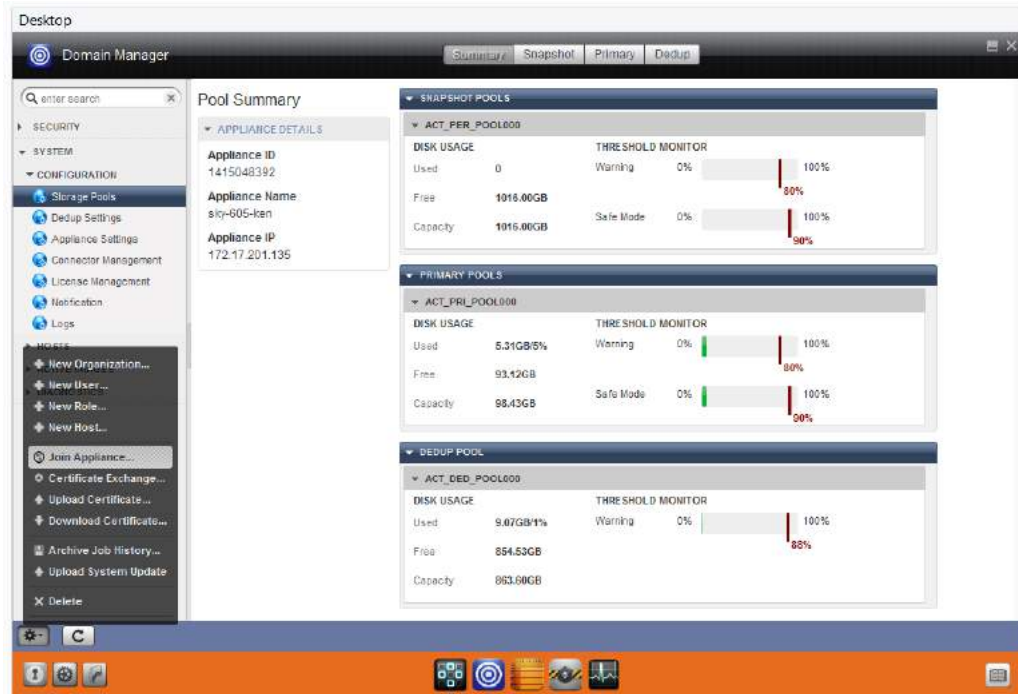 Desktop
Domain Manager
Summary
Snapshot
Primary
Dedup
enter search
SECURITY
SYSTEM
CONFIGURATION
Storage Pools
Dedup Settings
Appliance Settings
Connector Management
License Management
Notification
Logs
HOSTS
New Organization...
New User...
New Role...
New Host...
Join Appliance...
Certificate Exchange...
Upload Certificate...
Download Certificate...
Archive Job History...
Upload System Update
Delete
Pool Summary
APPLIANCE DETAILS
Appliance ID
1415048392
Appliance Name
sky-605-ken
Appliance IP
172.17.201.135
SNAPSHOT POOLS
ACT_PER_POOL000
DISK USAGE THRESHOLD MONITOR
Used 0 Warning 0% 100%
80%
Free 1016.00GB
Safe Mode 0% 100%
Capacity 1016.00GB
90%
PRIMARY POOLS
ACT_PRI_POOL000
DISK USAGE THRESHOLD MONITOR
Used 5.31GB/5% Warning 0% 100%
80%
Free 93.12GB
Safe Mode 0% 100%
Capacity 98.43GB
90%
DEDUP POOL
ACT_DED_POOL000
DISK USAGE THRESHOLD MONITOR
Used 9.07GB/1% Warning 0% 100%
88%
Free 854.53GB
Capacity 863.60GB